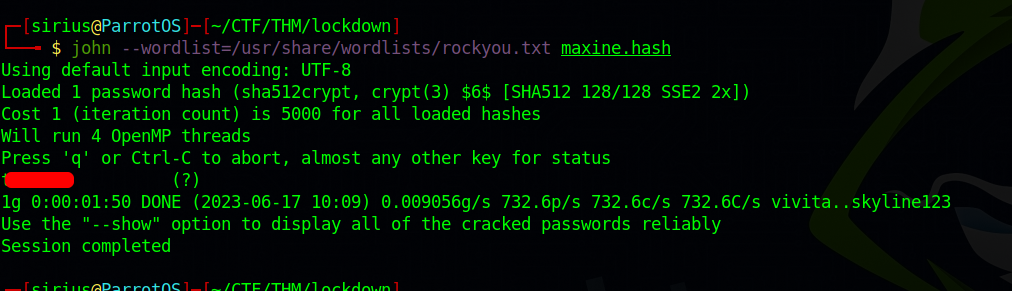 ┌─[sirius@ParrotOS]─[~/CTF/THM/lockdown]
└──╼ $ john --wordlist=/usr/share/wordlists/rockyou.txt maxine.hash
Using default input encoding: UTF-8
Loaded 1 password hash (sha512crypt, crypt(3) $6$ [SHA512 128/128 SSE2 2x])
Cost 1 (iteration count) is 5000 for all loaded hashes
Will run 4 OpenMP threads
Press 'q' or Ctrl-C to abort, almost any other key for status
(?)
1g 0:00:01:50 DONE (2023-06-17 10:09) 0.009056g/s 732.6p/s 732.6c/s 732.6C/s vivita..skyline123
Use the "--show" option to display all of the cracked passwords reliably
Session completed
┌─[sirius@ParrotOS]─[~/CTF/THM/lockdown]